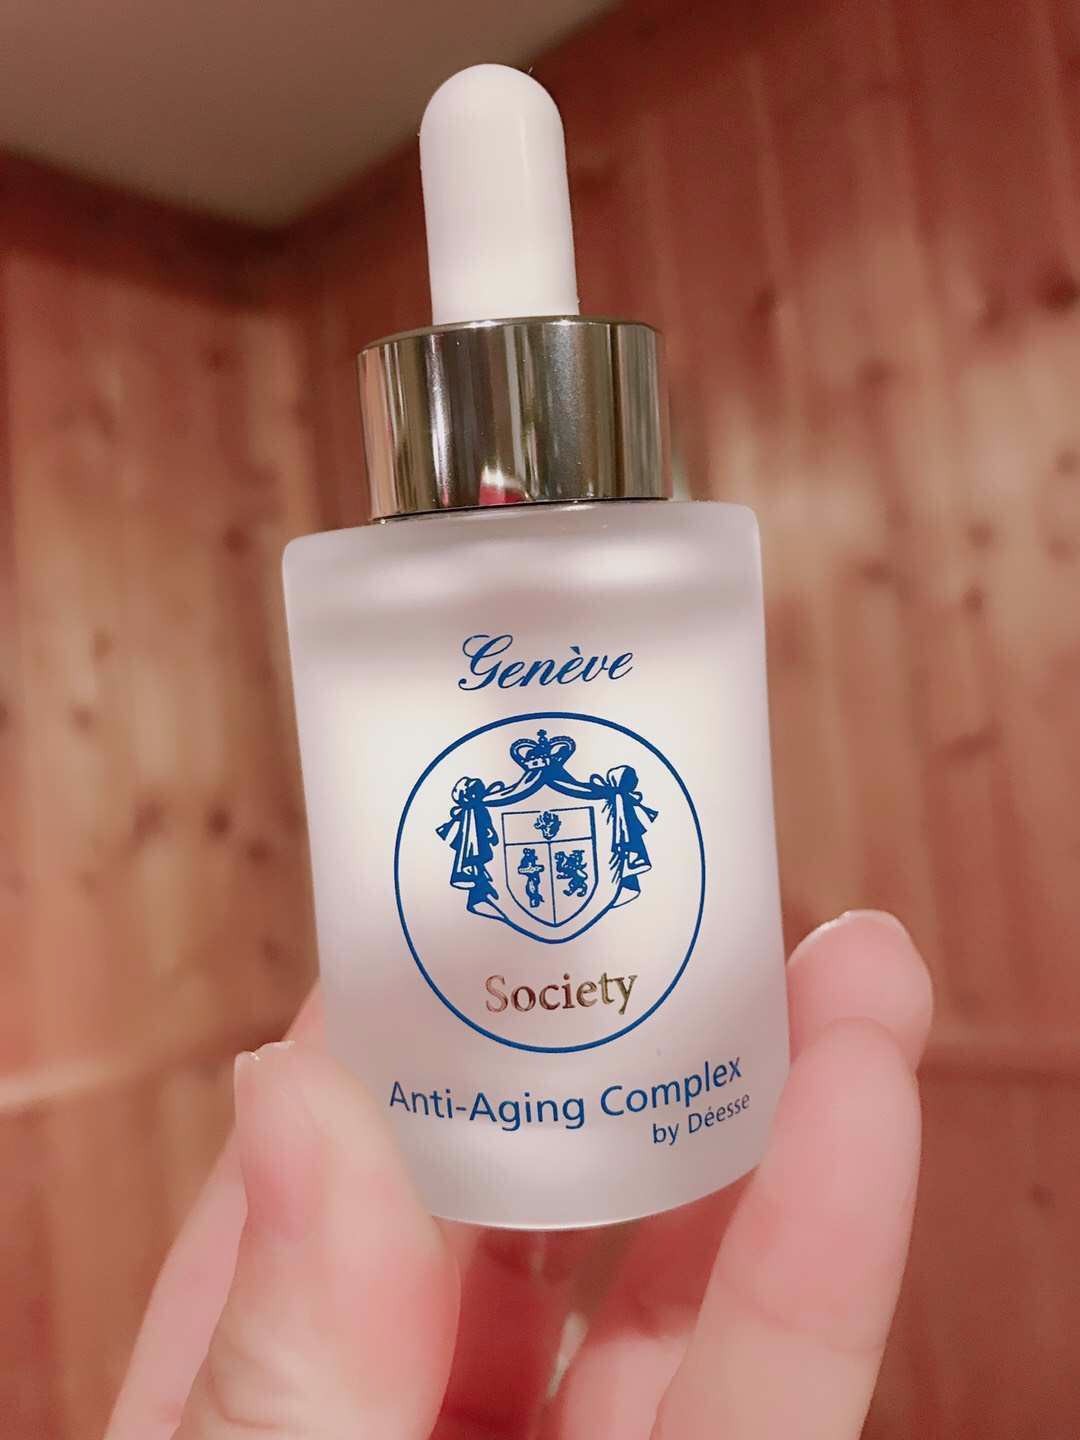 Genève
Society
Anti-Aging Complex
by Déesse